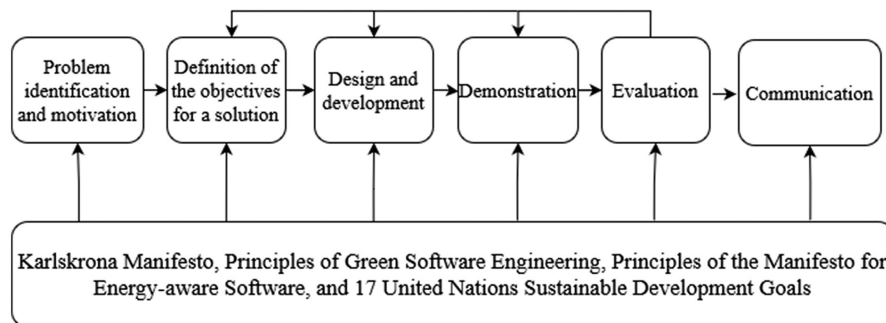 Problem
identification
and motivation
Definition of
the objectives
for a solution
Design and
development
Demonstration
Evaluation
Communication
Karlskrona Manifesto, Principles of Green Software Engineering, Principles of the Manifesto for
Energy-aware Software, and 17 United Nations Sustainable Development Goals